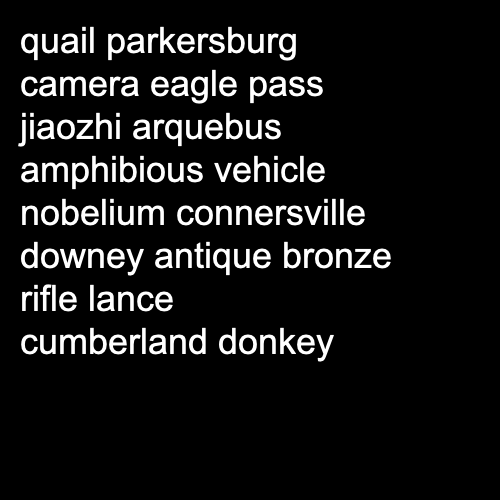 quail parkersburg
camera eagle pass
jiaozhi arquebus
amphibious vehicle
nobelium connersville
downey antique bronze
rifle lance
cumberland donkey